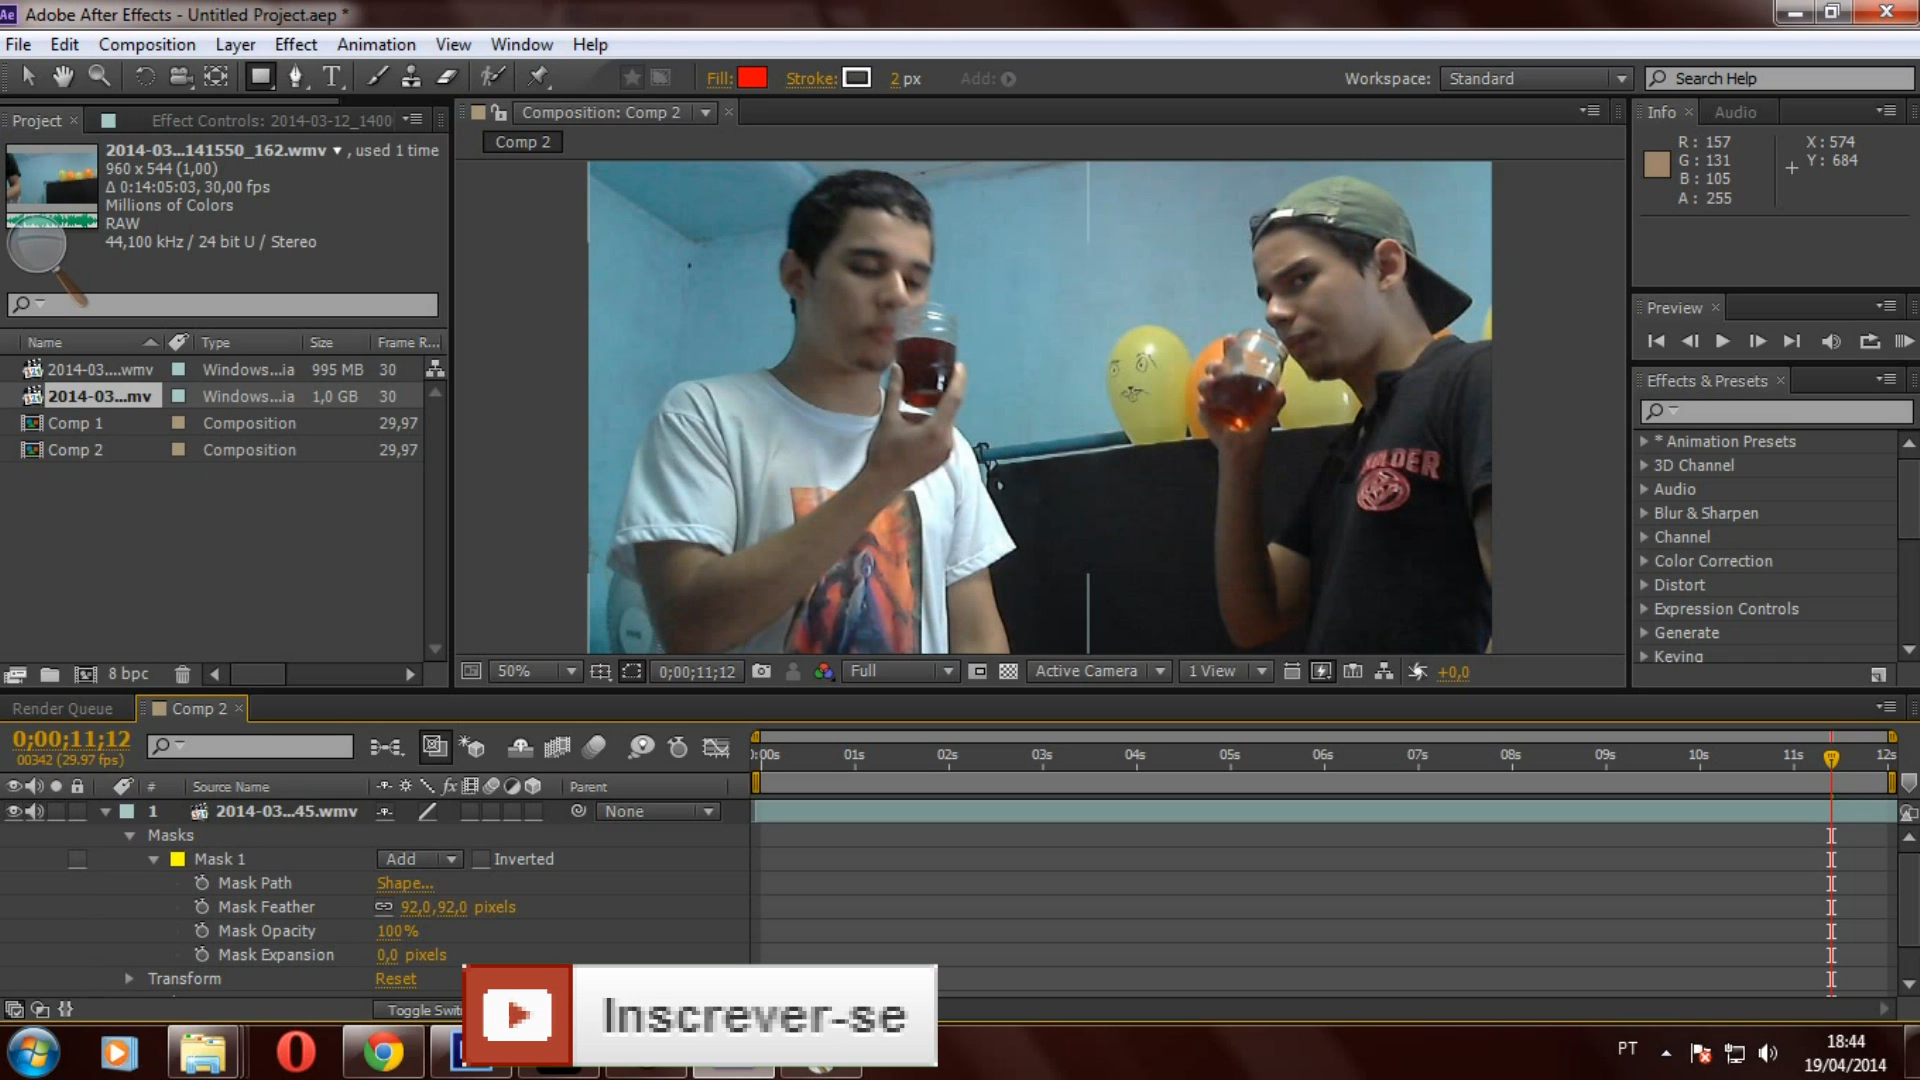 Adobe After Effects - Untitled Project.aep *
File Edit Composition Layer Effect Animation View Window Help
Fill: Stroke: 2 px Add: Workspace: Standard Search Help
Project × Effect Controls: 2014-03-12_1400
Composition: Comp 2 ×
Info × Audio
Comp 2
2014-03...141550_162.wmv , used 1 time
960 x 544 (1,00)
Δ 0:14:05:03, 30,00 fps
Millions of Colors
RAW
44,100 kHz / 24 bit U / Stereo
R: 157 X: 574
G: 131 Y: 684
B: 105
A: 255
Preview ×
Name Type Size Frame R...
2014-03....wmv Windows...ia 995 MB 30
2014-03...mv Windows...ia 1,0 GB 30
Comp 1 Composition 29,97
Comp 2 Composition 29,97
Effects & Presets ×
* Animation Presets
3D Channel
Audio
Blur & Sharpen
Channel
Color Correction
Distort
Expression Controls
Generate
Keying
8 bpc
50% 0;00;11;12 Full Active Camera 1 View +0,0
Render Queue Comp 2 ×
0;00;11;12
00342 (29.97 fps)
:00s 01s 02s 03s 04s 05s 06s 07s 08s 09s 10s 11s 12s
# Source Name Parent
1 2014-03...45.wmv None
Masks
Mask 1 Add Inverted
Mask Path Shape...
Mask Feather 92,0,92,0 pixels
Mask Opacity 100%
Mask Expansion 0,0 pixels
Transform Reset
Toggle Swit
Inscrever-se
PT
18:44
19/04/2014